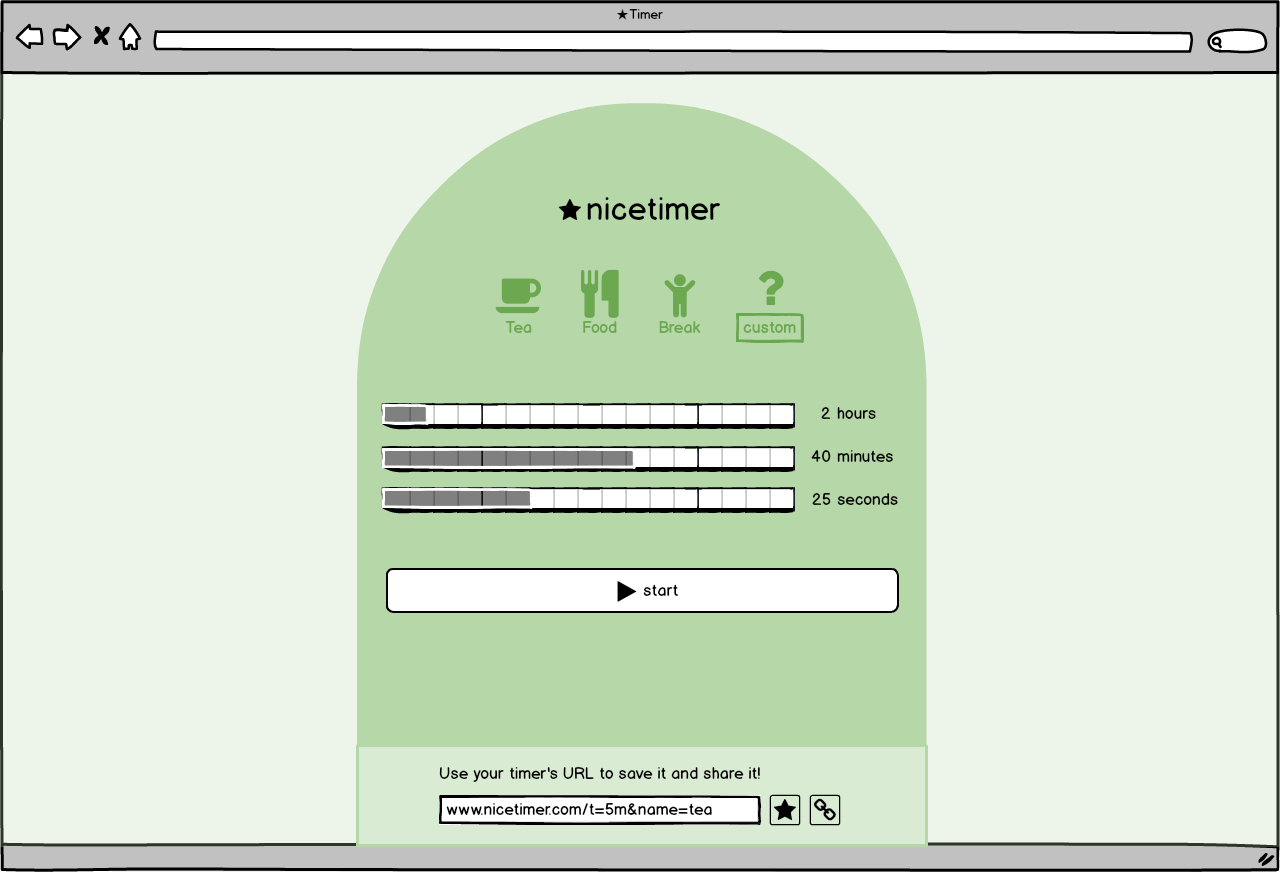 ★Timer
★nicetimer
Tea Food Break custom
2 hours
40 minutes
25 seconds
start
Use your timer's URL to save it and share it!
www.nicetimer.com/t=5m&name=tea